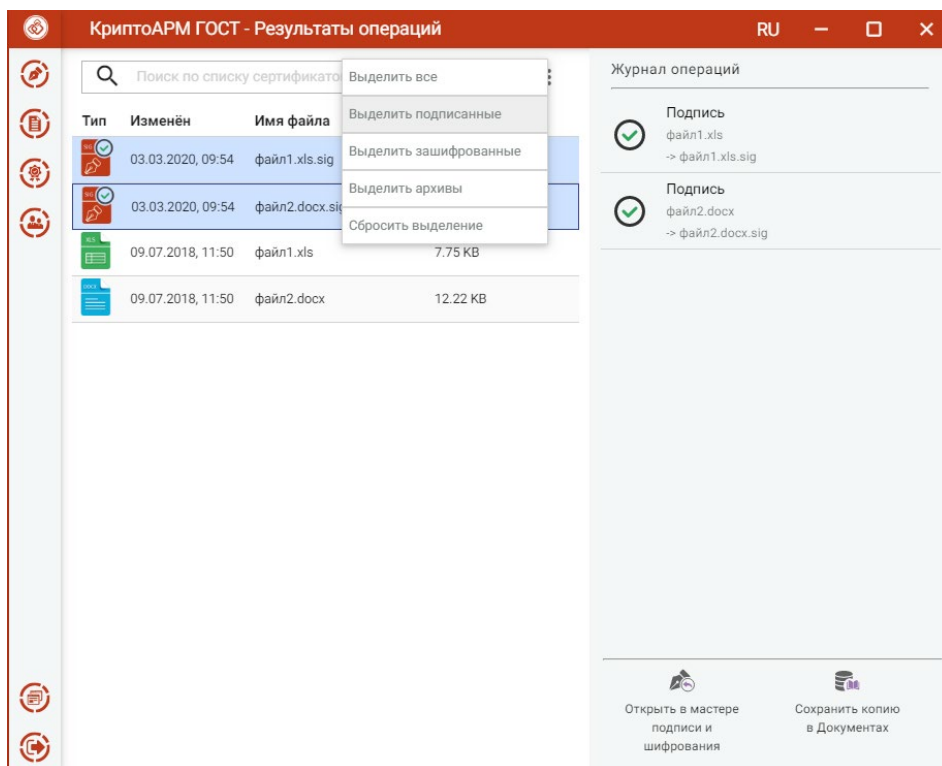 КриптоАРМ ГОСТ - Результаты операций
RU
Поиск по списку сертификато
Выделить все
Выделить подписанные
Выделить зашифрованные
Выделить архивы
Сбросить выделение
Тип Изменён Имя файла
SIG 03.03.2020, 09:54 файл1.xls.sig
SIG 03.03.2020, 09:54 файл2.docx.sig
XLS 09.07.2018, 11:50 файл1.xls 7.75 KB
DOCX 09.07.2018, 11:50 файл2.docx 12.22 KB
Журнал операций
Подпись
файл1.xls
-> файл1.xls.sig
Подпись
файл2.docx
-> файл2.docx.sig
Открыть в мастере
подписи и
шифрования
Сохранить копию
в Документах